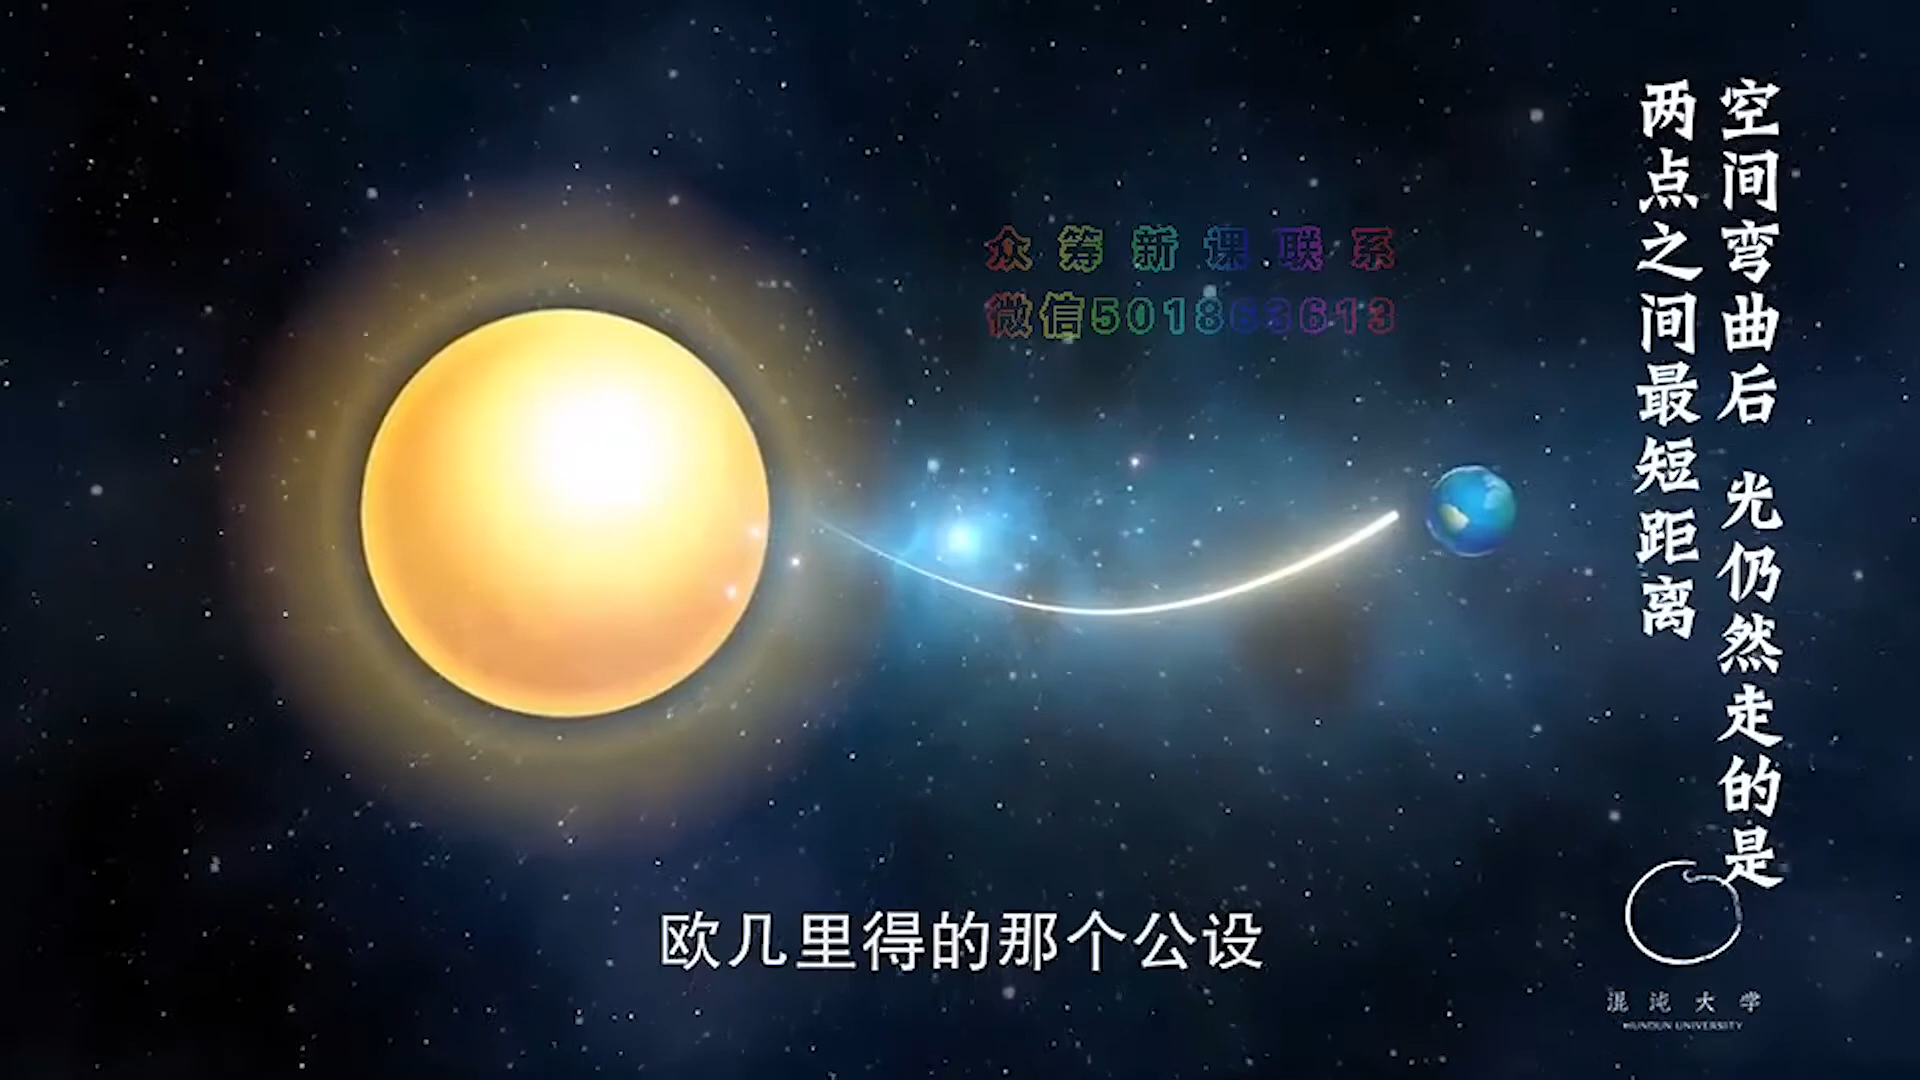 空间弯曲后 光仍然走的是
两点之间最短距离
众筹新课联系
微信501863613
欧几里得的那个公设
混沌大学
HUNDUN UNIVERSITY